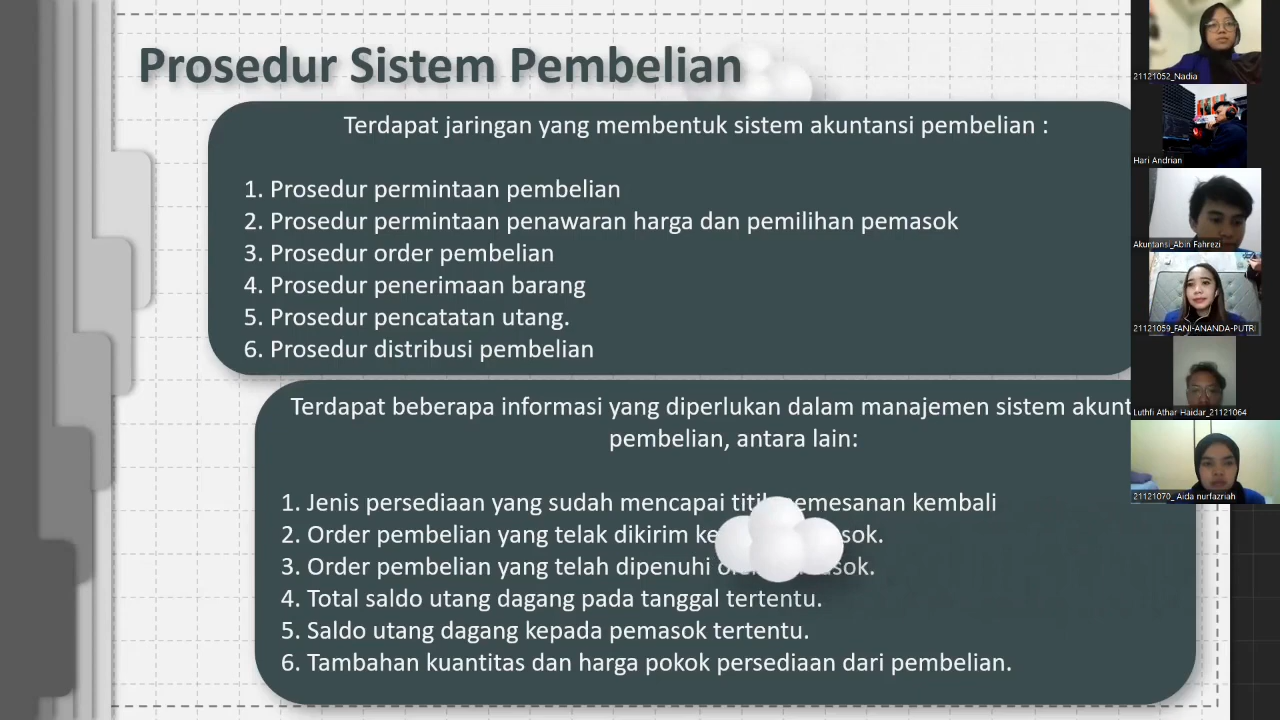 Prosedur Sistem Pembelian
Terdapat jaringan yang membentuk sistem akuntansi pembelian :
1. Prosedur permintaan pembelian
2. Prosedur permintaan penawaran harga dan pemilihan pemasok
3. Prosedur order pembelian
4. Prosedur penerimaan barang
5. Prosedur pencatatan utang.
6. Prosedur distribusi pembelian
Terdapat beberapa informasi yang diperlukan dalam manajemen sistem akunt
pembelian, antara lain:
1. Jenis persediaan yang sudah mencapai titik pemesanan kembali
2. Order pembelian yang telak dikirim
3. Order pembelian yang telah dipenuhi
4. Total saldo utang dagang pada tanggal tertentu.
5. Saldo utang dagang kepada pemasok tertentu.
6. Tambahan kuantitas dan harga pokok persediaan dari pembelian.
21121052_Nadia
Hari Andrian
Akuntansi_Abin Fahrezi
21121059_FANI-ANANDA-PUTRI
Luthfi Athar Haidar_21121064
21121070_ Aida nurfazriah